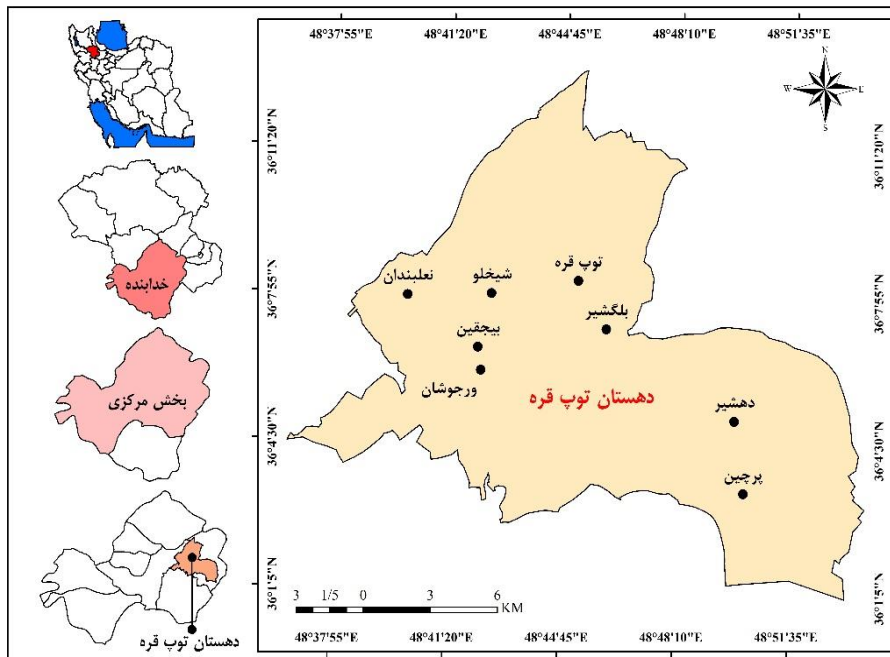 خدابنده
بخش مرکزی
دهستان توپ قره
48°37'55"E 48°41'20"E 48°44'45"E 48°48'10"E 48°51'35"E
N
W E
S
36°11'20"N 36°11'20"N
توپ قره
شیخلو
نعلبندان
36°7'55"N 36°7'55"N
بلگشیر
بیجقین
ورجوشان
دهستان توپ قره
دهشیر
36°4'30"N 36°4'30"N
پرچین
36°1'5"N 36°1'5"N
3 1/5 0 3 6
KM
48°37'55"E 48°41'20"E 48°44'45"E 48°48'10"E 48°51'35"E